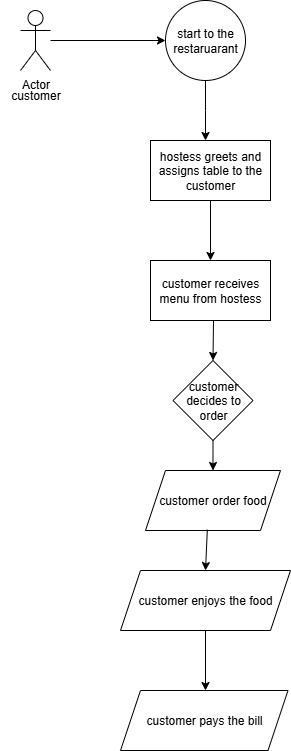 Actor
customer
start to the
restaruarant
hostess greets and
assigns table to the
customer
customer receives
menu from hostess
customer
decides to
order
customer order food
customer enjoys the food
customer pays the bill